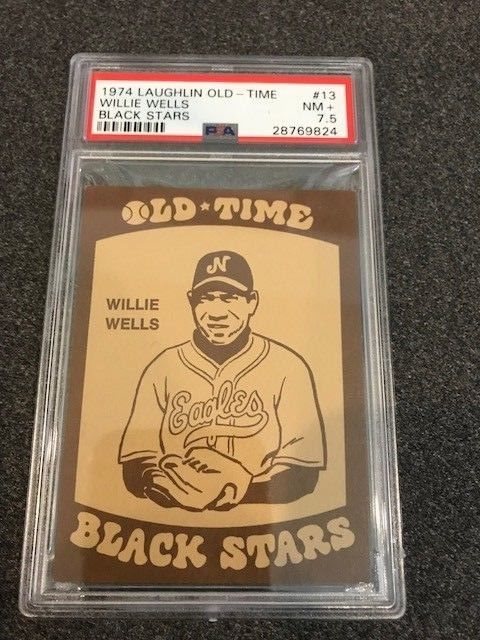 1974 LAUGHLIN OLD-TIME #13
WILLIE WELLS NM+
BLACK STARS 7.5
PSA 28769824
OLD★TIME
WILLIE
WELLS
N
Eagles
BLACK STARS